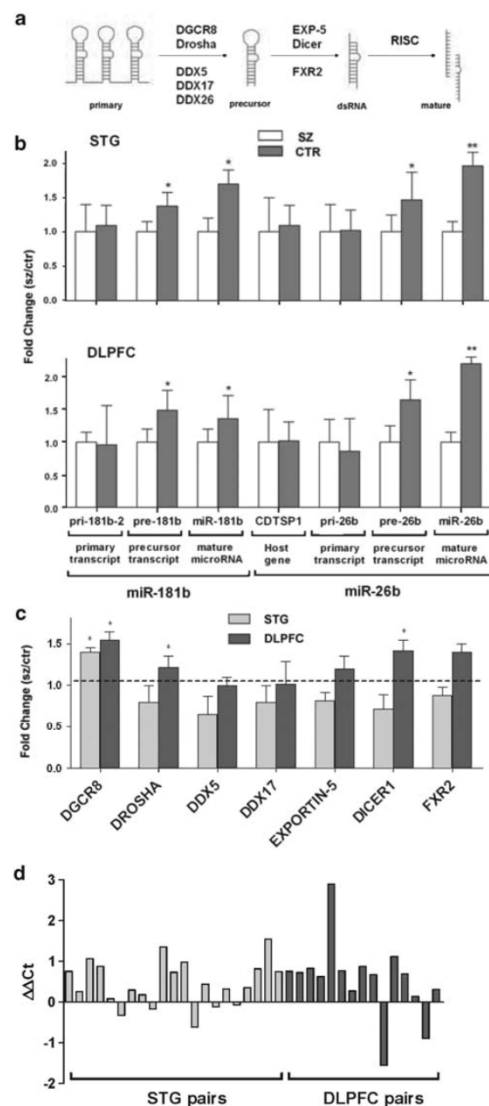 a
DGCR8
Drosha
DDX5
DDX17
DDX26
EXP-5
Dicer
FXR2
RISC
primary
precursor
dsRNA
mature
b
STG
SZ
CTR
* * * **
2.0
1.5
1.0
0.5
0.0
Fold Change (sz/ctr)
DLPFC
* * * **
2.0
1.5
1.0
0.5
0.0
pri-181b-2 pre-181b miR-181b CDTSP1 pri-26b pre-26b miR-26b
primary transcript
precursor transcript
mature microRNA
Host gene
primary transcript
precursor transcript
mature microRNA
miR-181b miR-26b
c
STG
DLPFC
* * * *
1.5
1.0
0.5
0.0
Fold Change (sz/ctr)
DGCR8
DROSHA
DDX5
DDX17
EXPORTIN-5
DICER1
FXR2
d
3
2
1
0
-1
-2
ΔΔCt
STG pairs DLPFC pairs